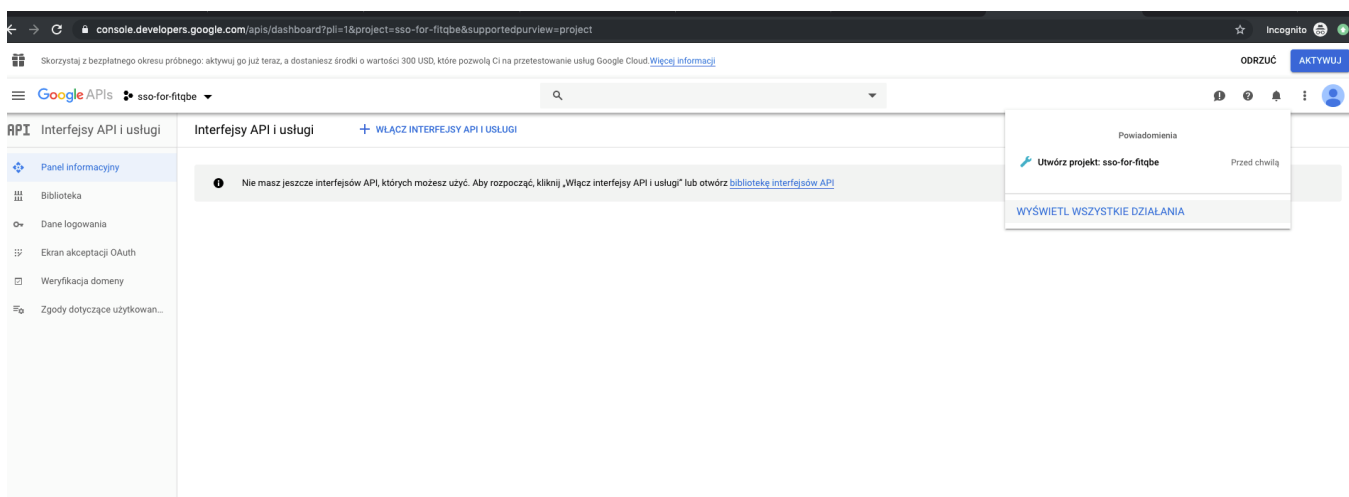 console.developers.google.com/apis/dashboard?pli=1&project=sso-for-fitqbe&supportedpurview=project
Incognito
Skorzystaj z bezpłatnego okresu próbnego: aktywuj go już teraz, a dostaniesz środki o wartości 300 USD, które pozwolą Ci na przetestowanie usług Google Cloud. Więcej informacji
ODRZUĆ
AKTYWUJ
Google APIs
sso-for-fitqbe
API Interfejsy API i usługi
Interfejsy API i usługi
+ WŁĄCZ INTERFEJSY API I USŁUGI
Powiadomienia
Utwórz projekt: sso-for-fitqbe
Przed chwilą
WYŚWIETL WSZYSTKIE DZIAŁANIA
Panel informacyjny
Biblioteka
Dane logowania
Ekran akceptacji OAuth
Weryfikacja domeny
Zgody dotyczące użytkowan...
Nie masz jeszcze interfejsów API, których możesz użyć. Aby rozpocząć, kliknij „Włącz interfejsy API i usługi” lub otwórz bibliotekę interfejsów API